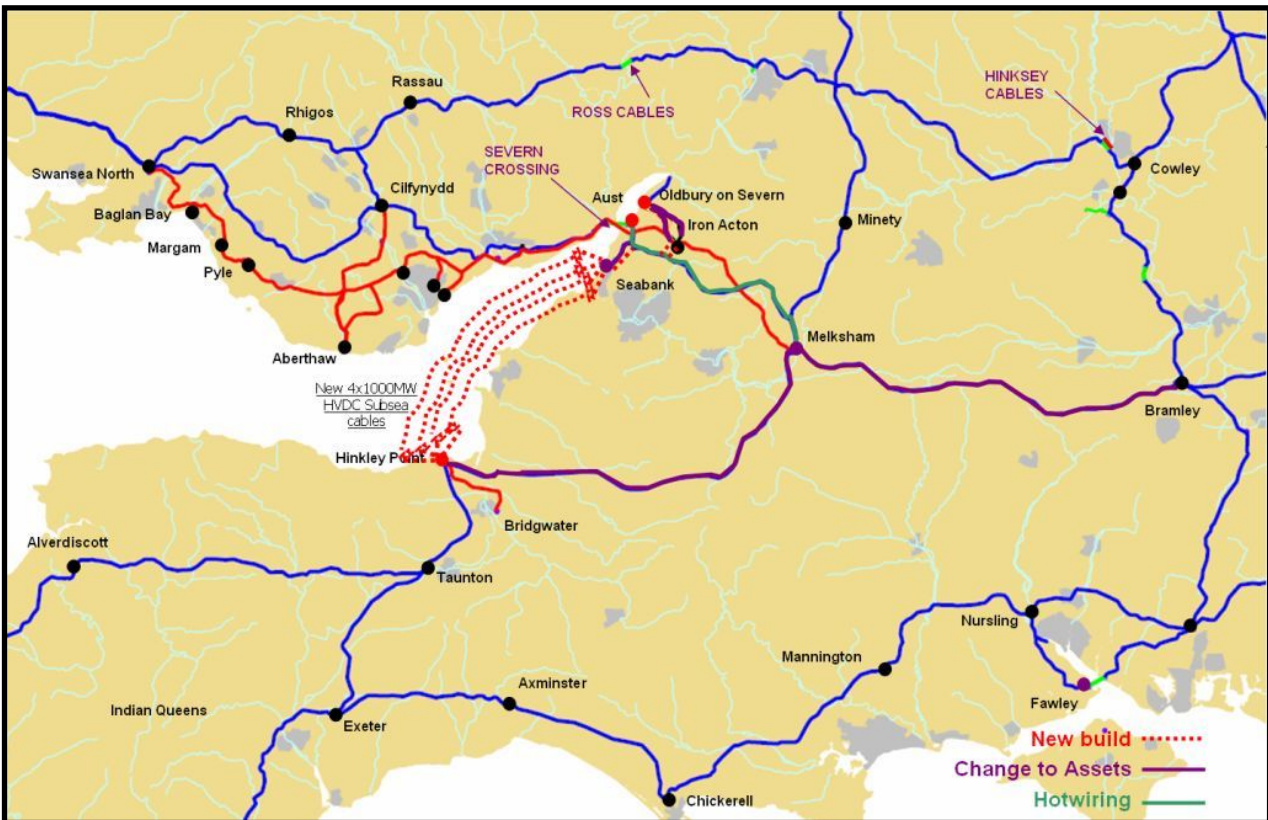 Rassau
ROSS CABLES
HINKSEY
CABLES
Rhigos
Swansea North
SEVERN
CROSSING
Cowley
Cilfynydd
Aust
Oldbury on Severn
Baglan Bay
Iron Acton
Minety
Margam
Pyle
Seabank
Melksham
Aberthaw
New 4x1000MW
HVDC Subsea
cables
Bramley
Hinkley Point
Bridgwater
Alverdiscott
Taunton
Nursling
Mannington
Axminster
Indian Queens
Exeter
Fawley
New build
Change to Assets
Hotwiring
Chickerell